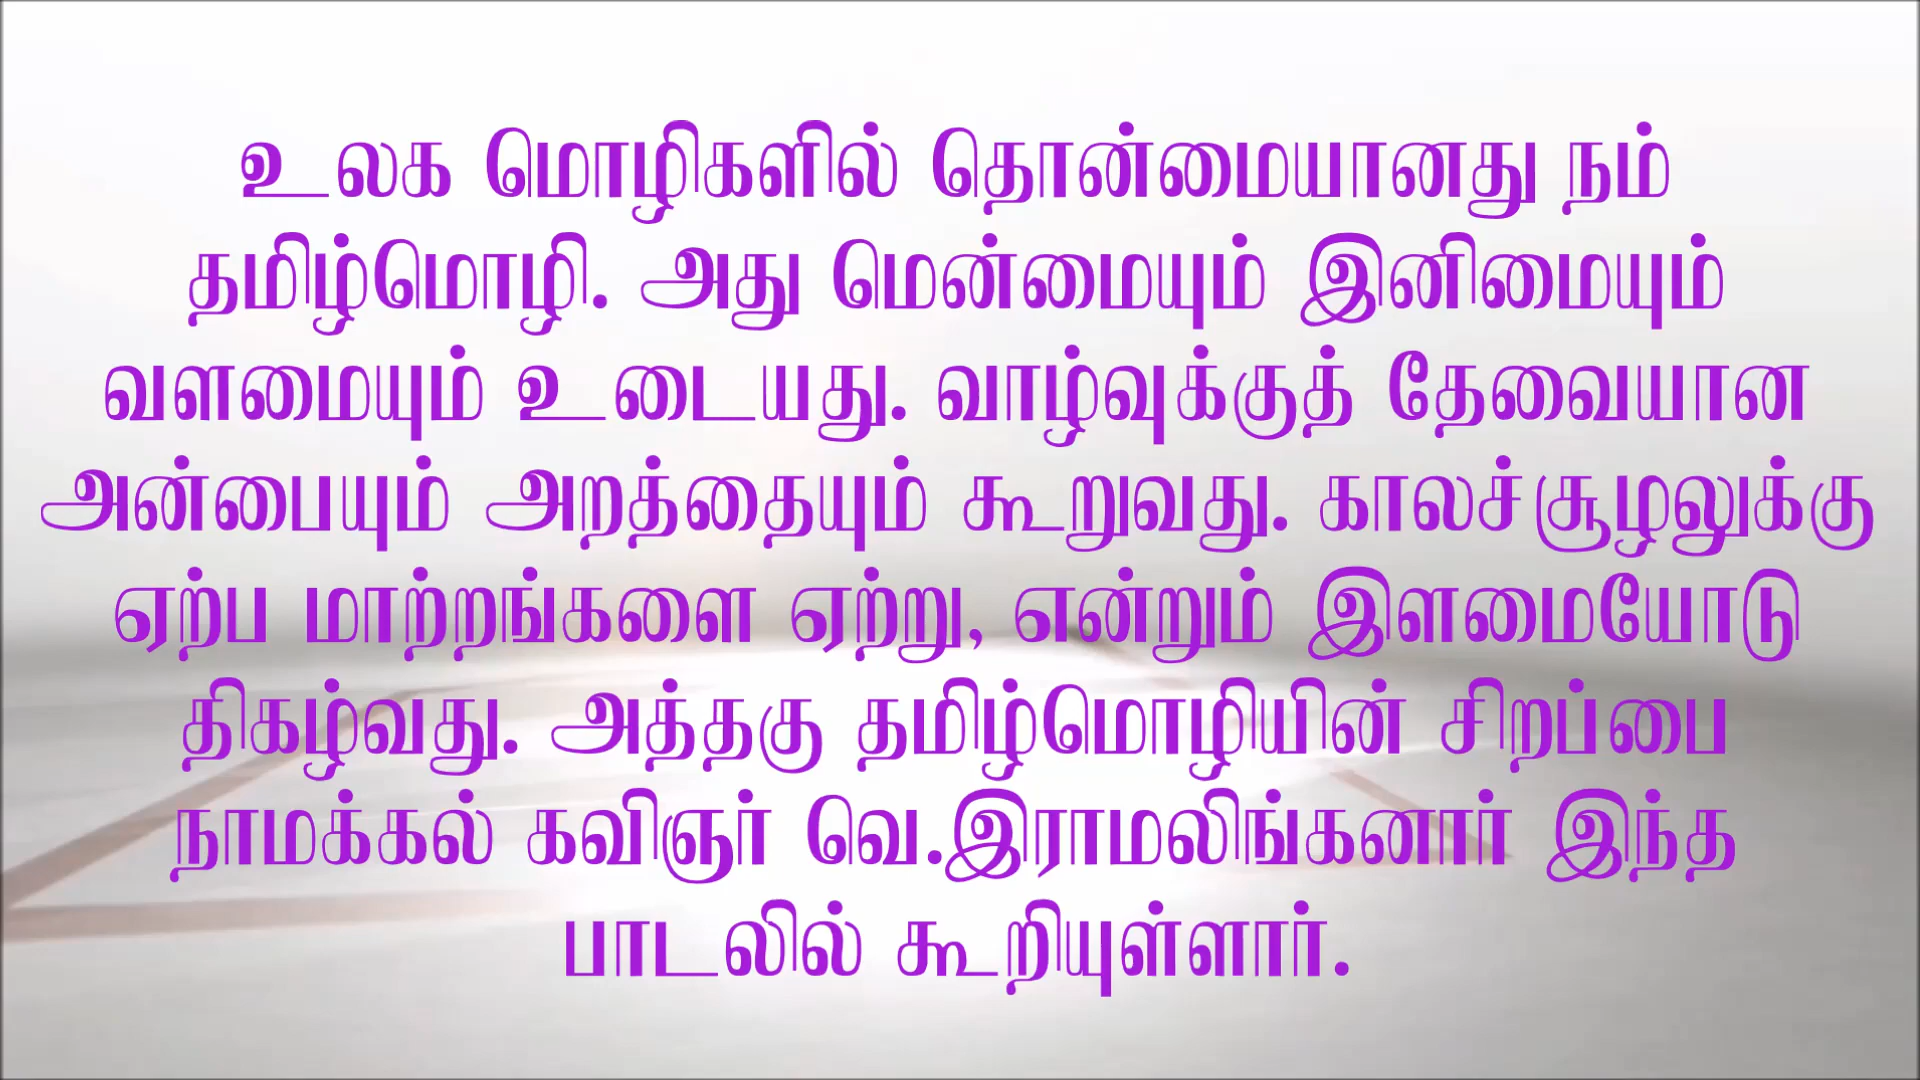 உலக மொழிகளில் தொன்மையானது நம்
தமிழ்மொழி. அது மென்மையும் இனிமையும்
வளமையும் உடையது. வாழ்வுக்குத் தேவையான
அன்பையும் அறத்தையும் கூறுவது. காலச்சூழலுக்கு
ஏற்ப மாற்றங்களை ஏற்று, என்றும் இளமையோடு
திகழ்வது. அத்தகு தமிழ்மொழியின் சிறப்பை
நாமக்கல் கவிஞர் வெ.இராமலிங்கனார் இந்த
பாடலில் கூறியுள்ளார்.